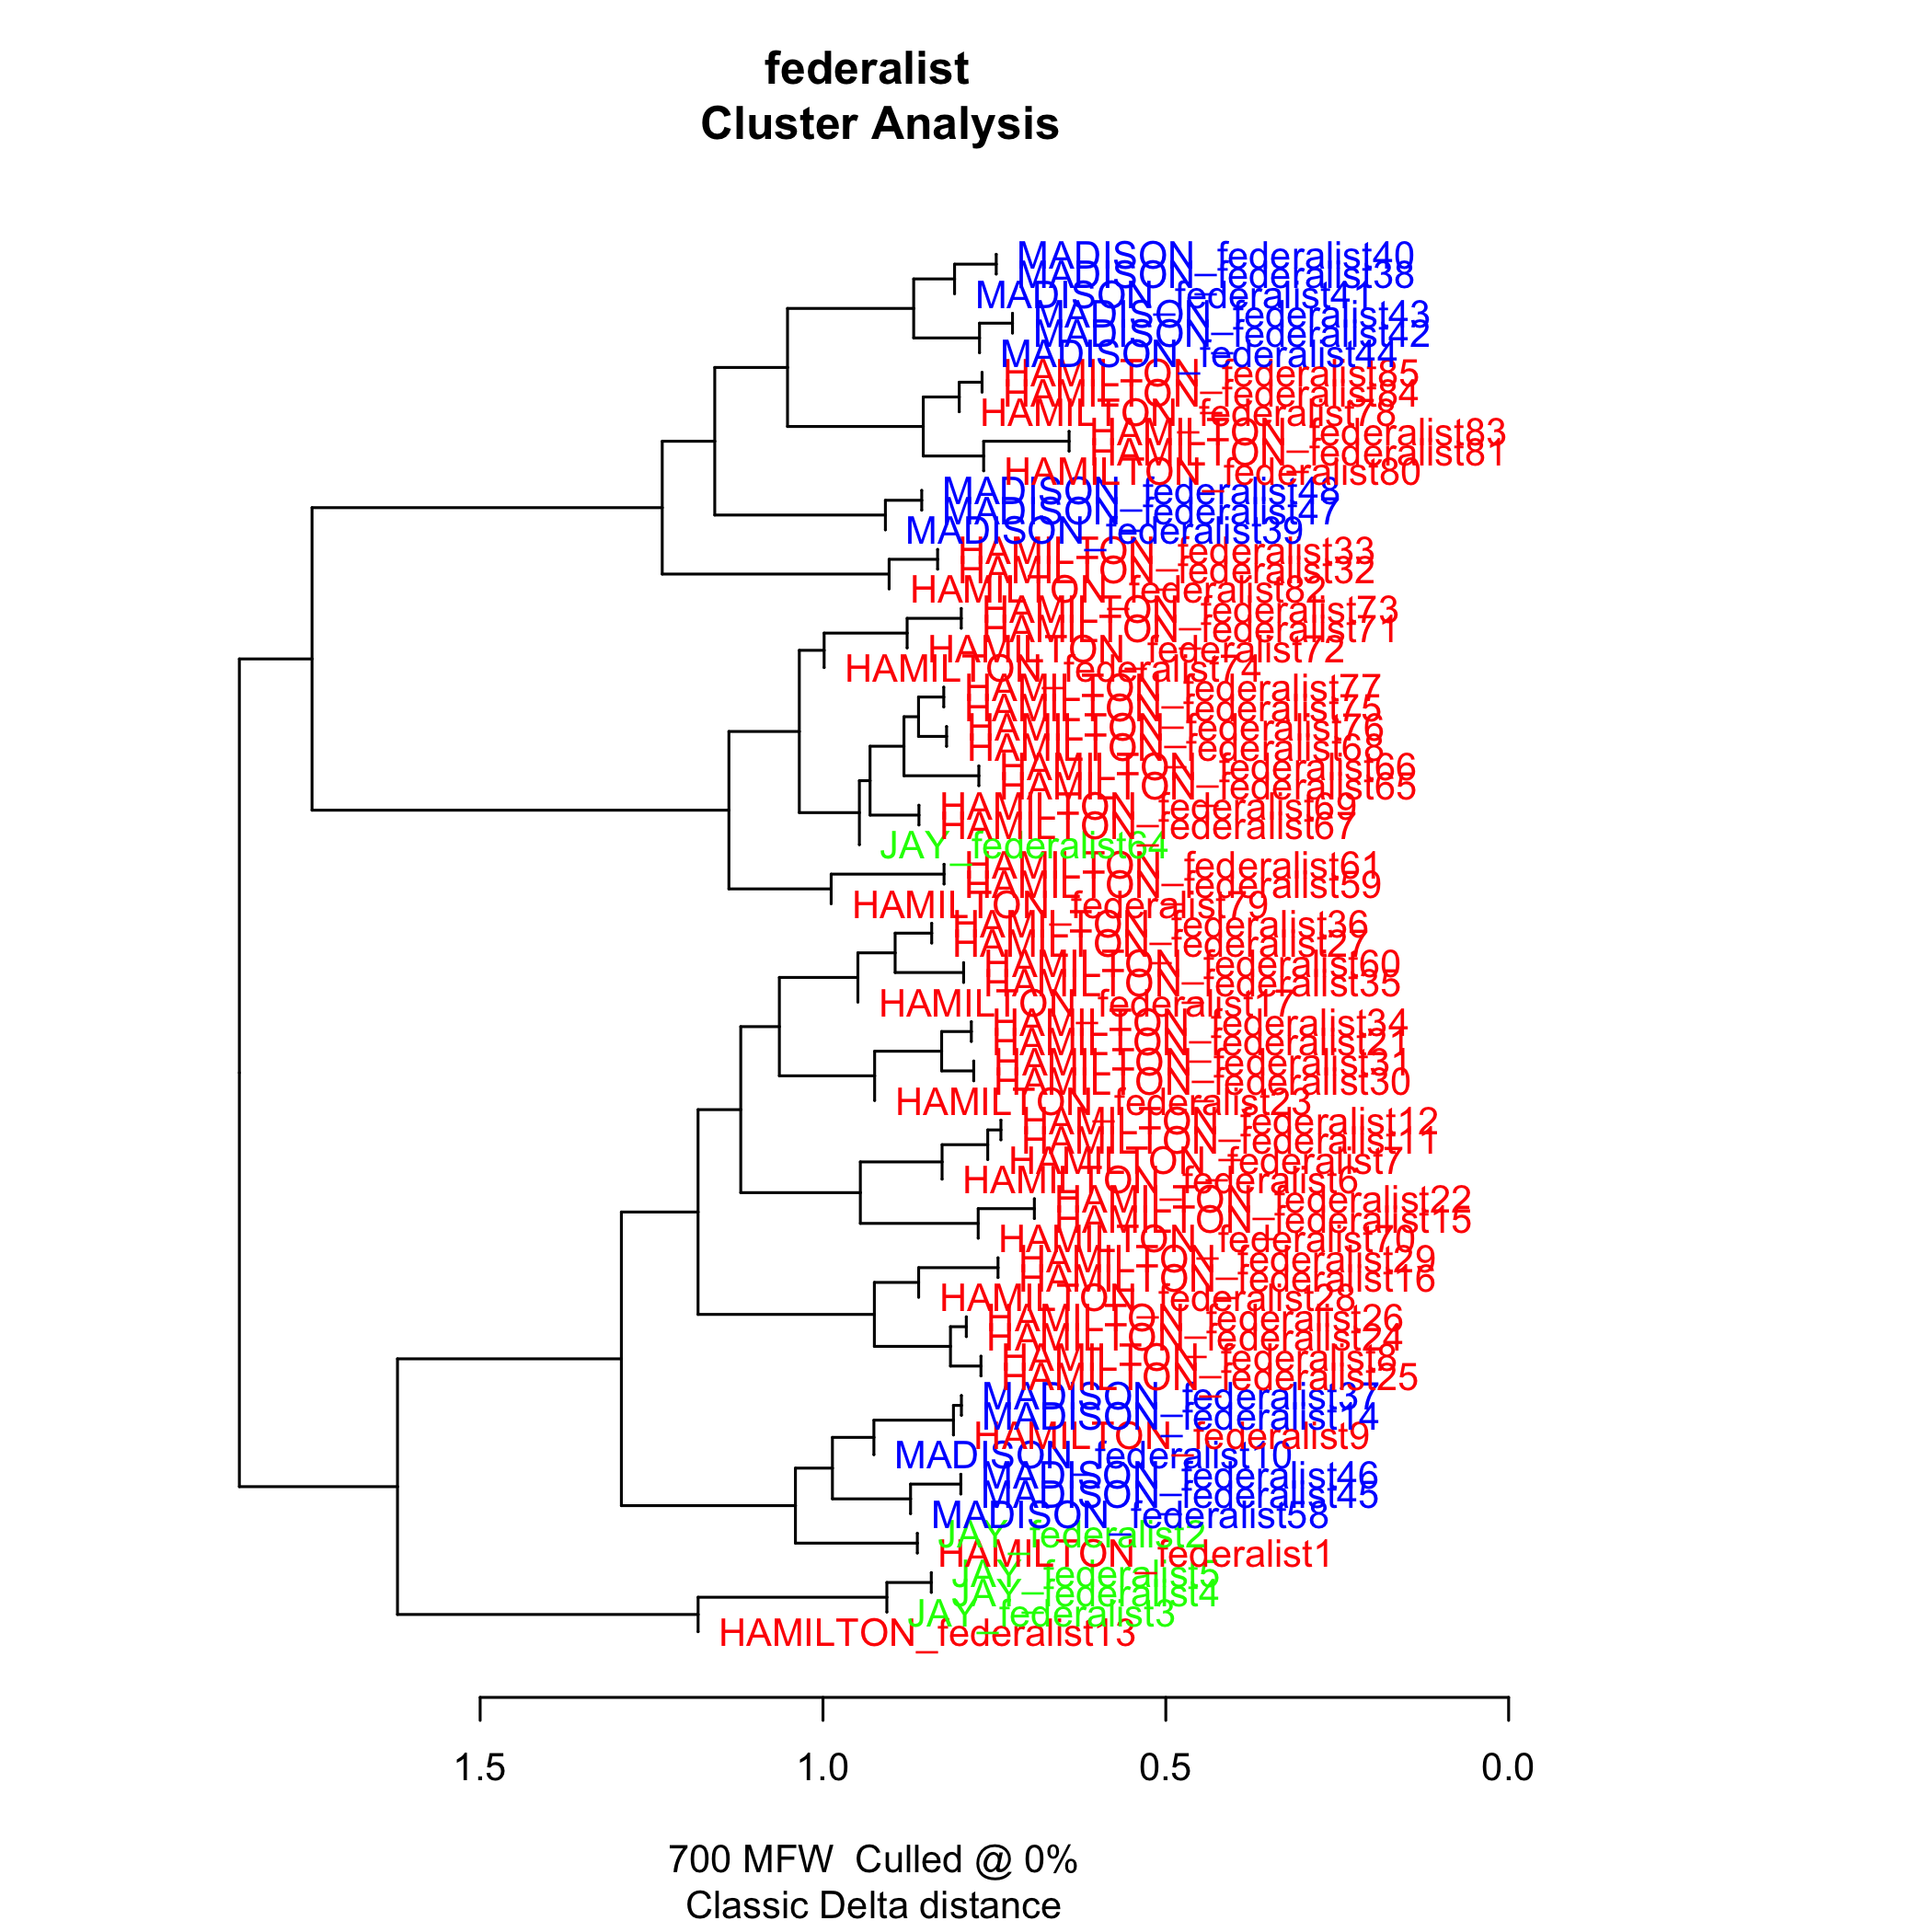 federalist
Cluster Analysis
MADISON_federalist40
MADISON_federalist38
MADISON_federalist41
MADISON_federalist43
MADISON_federalist42
MADISON_federalist44
HAMILTON_federalist85
HAMILTON_federalist84
HAMILTON_federalist78
HAMILTON_federalist83
HAMILTON_federalist81
HAMILTON_federalist80
MADISON_federalist48
MADISON_federalist47
MADISON_federalist39
HAMILTON_federalist33
HAMILTON_federalist32
HAMILTON_federalist82
HAMILTON_federalist73
HAMILTON_federalist71
HAMILTON_federalist72
HAMILTON_federalist74
HAMILTON_federalist77
HAMILTON_federalist75
HAMILTON_federalist76
HAMILTON_federalist68
HAMILTON_federalist66
HAMILTON_federalist65
HAMILTON_federalist69
HAMILTON_federalist67
JAY_federalist64
HAMILTON_federalist61
HAMILTON_federalist59
HAMILTON_federalist79
HAMILTON_federalist36
HAMILTON_federalist27
HAMILTON_federalist60
HAMILTON_federalist35
HAMILTON_federalist17
HAMILTON_federalist34
HAMILTON_federalist21
HAMILTON_federalist31
HAMILTON_federalist30
HAMILTON_federalist23
HAMILTON_federalist12
HAMILTON_federalist11
HAMILTON_federalist7
HAMILTON_federalist6
HAMILTON_federalist22
HAMILTON_federalist15
HAMILTON_federalist70
HAMILTON_federalist29
HAMILTON_federalist16
HAMILTON_federalist28
HAMILTON_federalist26
HAMILTON_federalist24
HAMILTON_federalist8
HAMILTON_federalist25
MADISON_federalist37
MADISON_federalist14
HAMILTON_federalist9
MADISON_federalist10
MADISON_federalist46
MADISON_federalist45
MADISON_federalist58
JAY_federalist2
HAMILTON_federalist1
JAY_federalist5
JAY_federalist4
JAY_federalist3
HAMILTON_federalist13
1.5 1.0 0.5 0.0
700 MFW  Culled @ 0%
Classic Delta distance